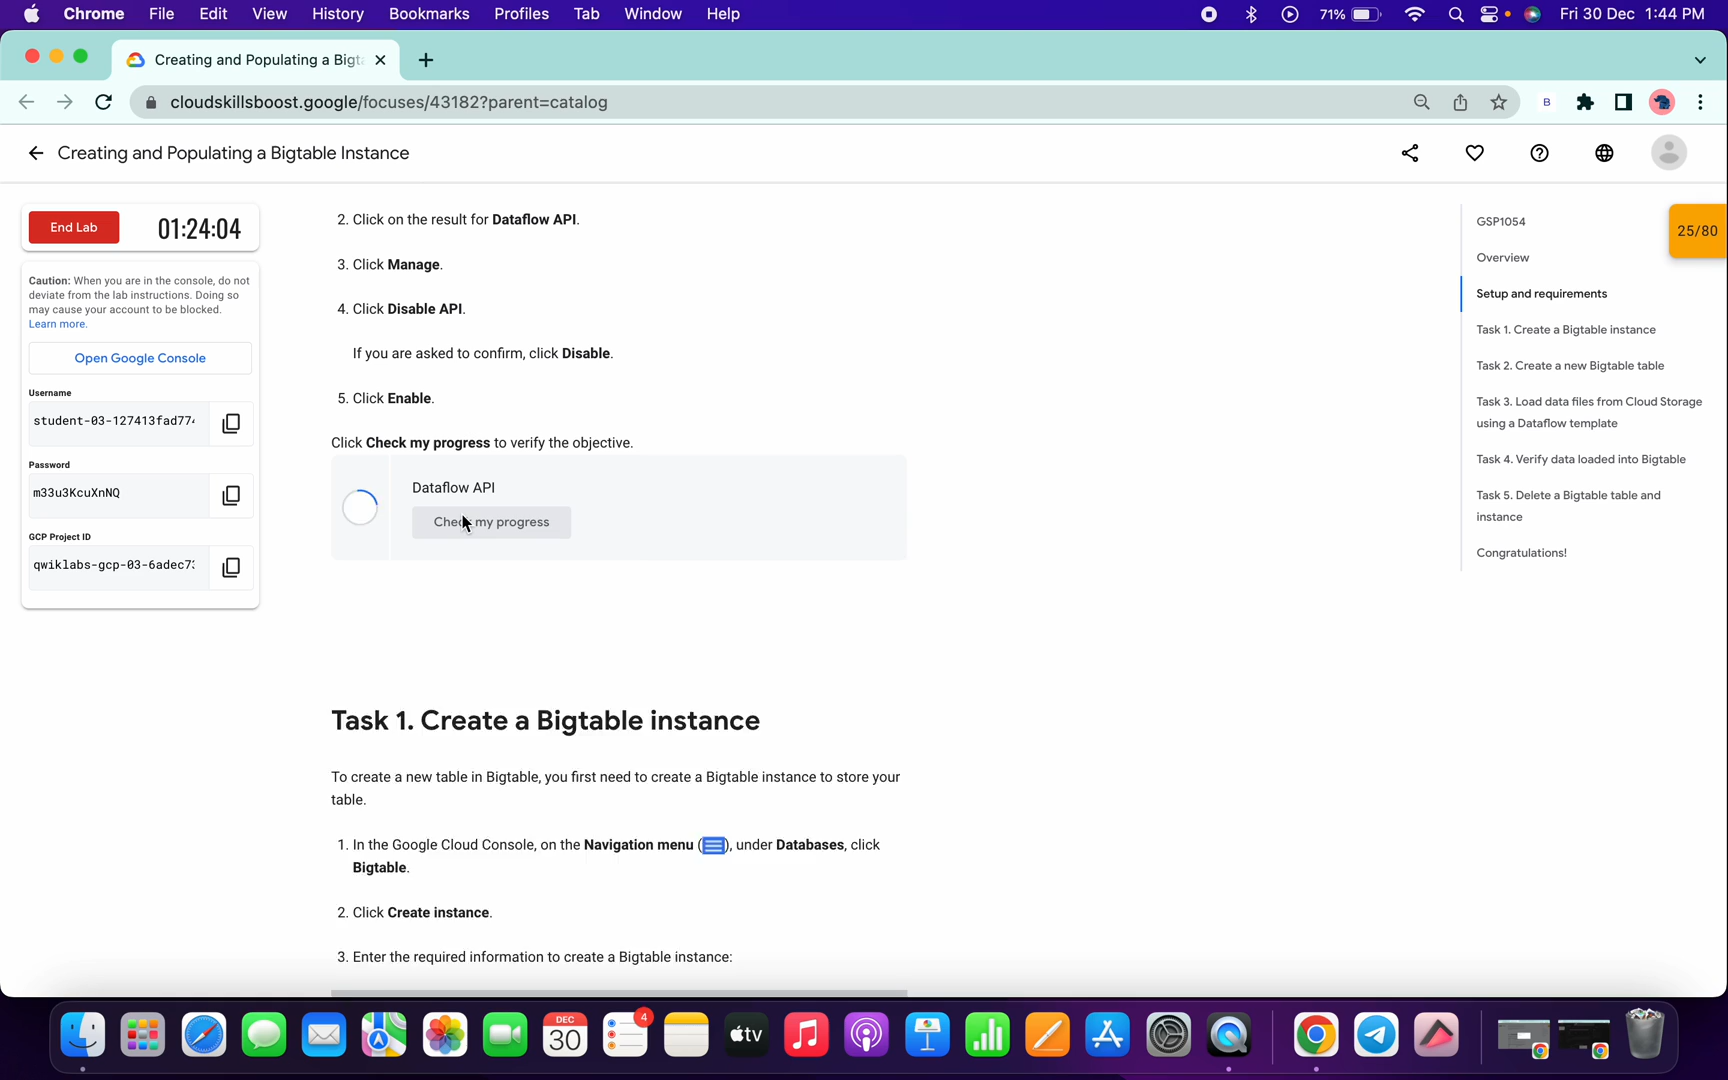 Chrome File Edit View History Bookmarks Profiles Tab Window Help 71% Fri 30 Dec 1:44 PM
Creating and Populating a Bigta
cloudskillsboost.google/focuses/43182?parent=catalog B
Creating and Populating a Bigtable Instance
End Lab 01:24:04
Caution: When you are in the console, do not
deviate from the lab instructions. Doing so
may cause your account to be blocked.
Learn more.
Open Google Console
Username
student-03-127413fad77
Password
m33u3KcuXnNQ
GCP Project ID
qwiklabs-gcp-03-6adec7
2. Click on the result for Dataflow API.
3. Click Manage.
4. Click Disable API.
If you are asked to confirm, click Disable.
5. Click Enable.
Click Check my progress to verify the objective.
Dataflow API
Check my progress
Task 1. Create a Bigtable instance
To create a new table in Bigtable, you first need to create a Bigtable instance to store your
table.
1. In the Google Cloud Console, on the Navigation menu ( ), under Databases, click
Bigtable.
2. Click Create instance.
3. Enter the required information to create a Bigtable instance:
GSP1054
25/80
Overview
Setup and requirements
Task 1. Create a Bigtable instance
Task 2. Create a new Bigtable table
Task 3. Load data files from Cloud Storage
using a Dataflow template
Task 4. Verify data loaded into Bigtable
Task 5. Delete a Bigtable table and
instance
Congratulations!
DEC
30
4
tv